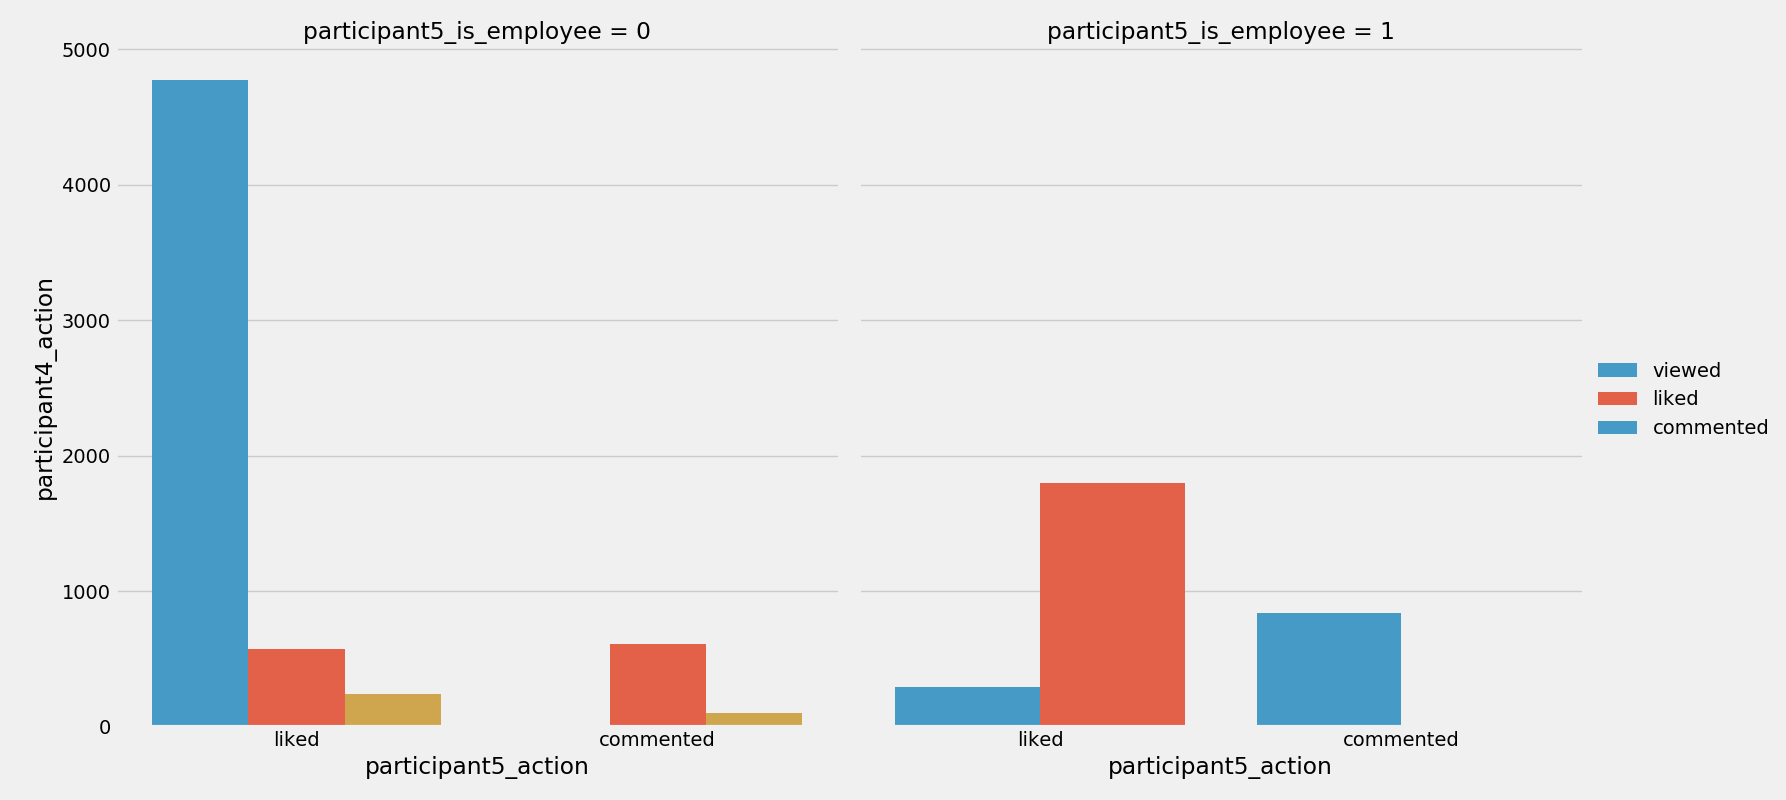 participant5_is_employee = 0
participant5_is_employee = 1
participant4_action
5000
4000
3000
2000
1000
0
liked
commented
liked
commented
participant5_action
participant5_action
viewed
liked
commented